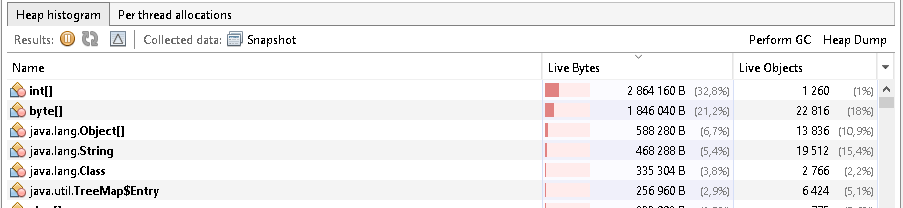 Heap histogram Per thread allocations
Results: Collected data: Snapshot Perform GC Heap Dump
Name Live Bytes Live Objects
int[] 2 864 160 B (32,8%) 1 260 (1%)
byte[] 1 846 040 B (21,2%) 22 816 (18%)
java.lang.Object[] 588 280 B (6,7%) 13 836 (10,9%)
java.lang.String 468 288 B (5,4%) 19 512 (15,4%)
java.lang.Class 335 304 B (3,8%) 2 766 (2,2%)
java.util.TreeMap$Entry 256 960 B (2,9%) 6 424 (5,1%)